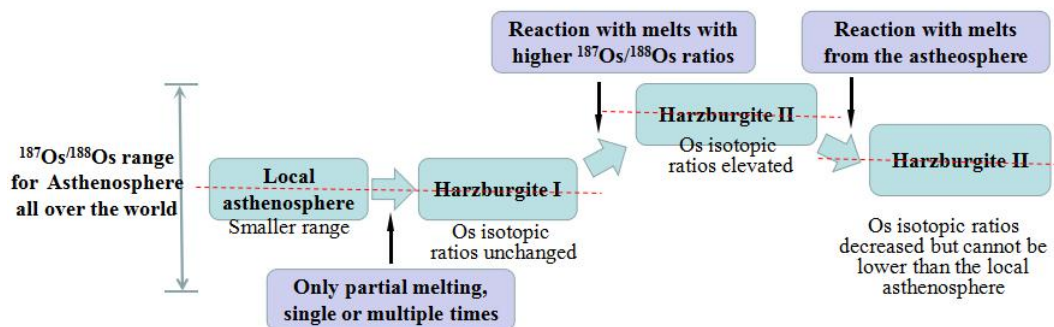 Reaction with melts with
higher ¹⁸⁷Os/¹⁸⁸Os ratios
Reaction with melts
from the astheosphere
¹⁸⁷Os/¹⁸⁸Os range
for Asthenosphere
all over the world
Local
asthenosphere
Smaller range
Harzburgite I
Os isotopic
ratios unchanged
Only partial melting,
single or multiple times
Harzburgite II
Os isotopic
ratios elevated
Harzburgite II
Os isotopic ratios
decreased but cannot be
lower than the local
asthenosphere